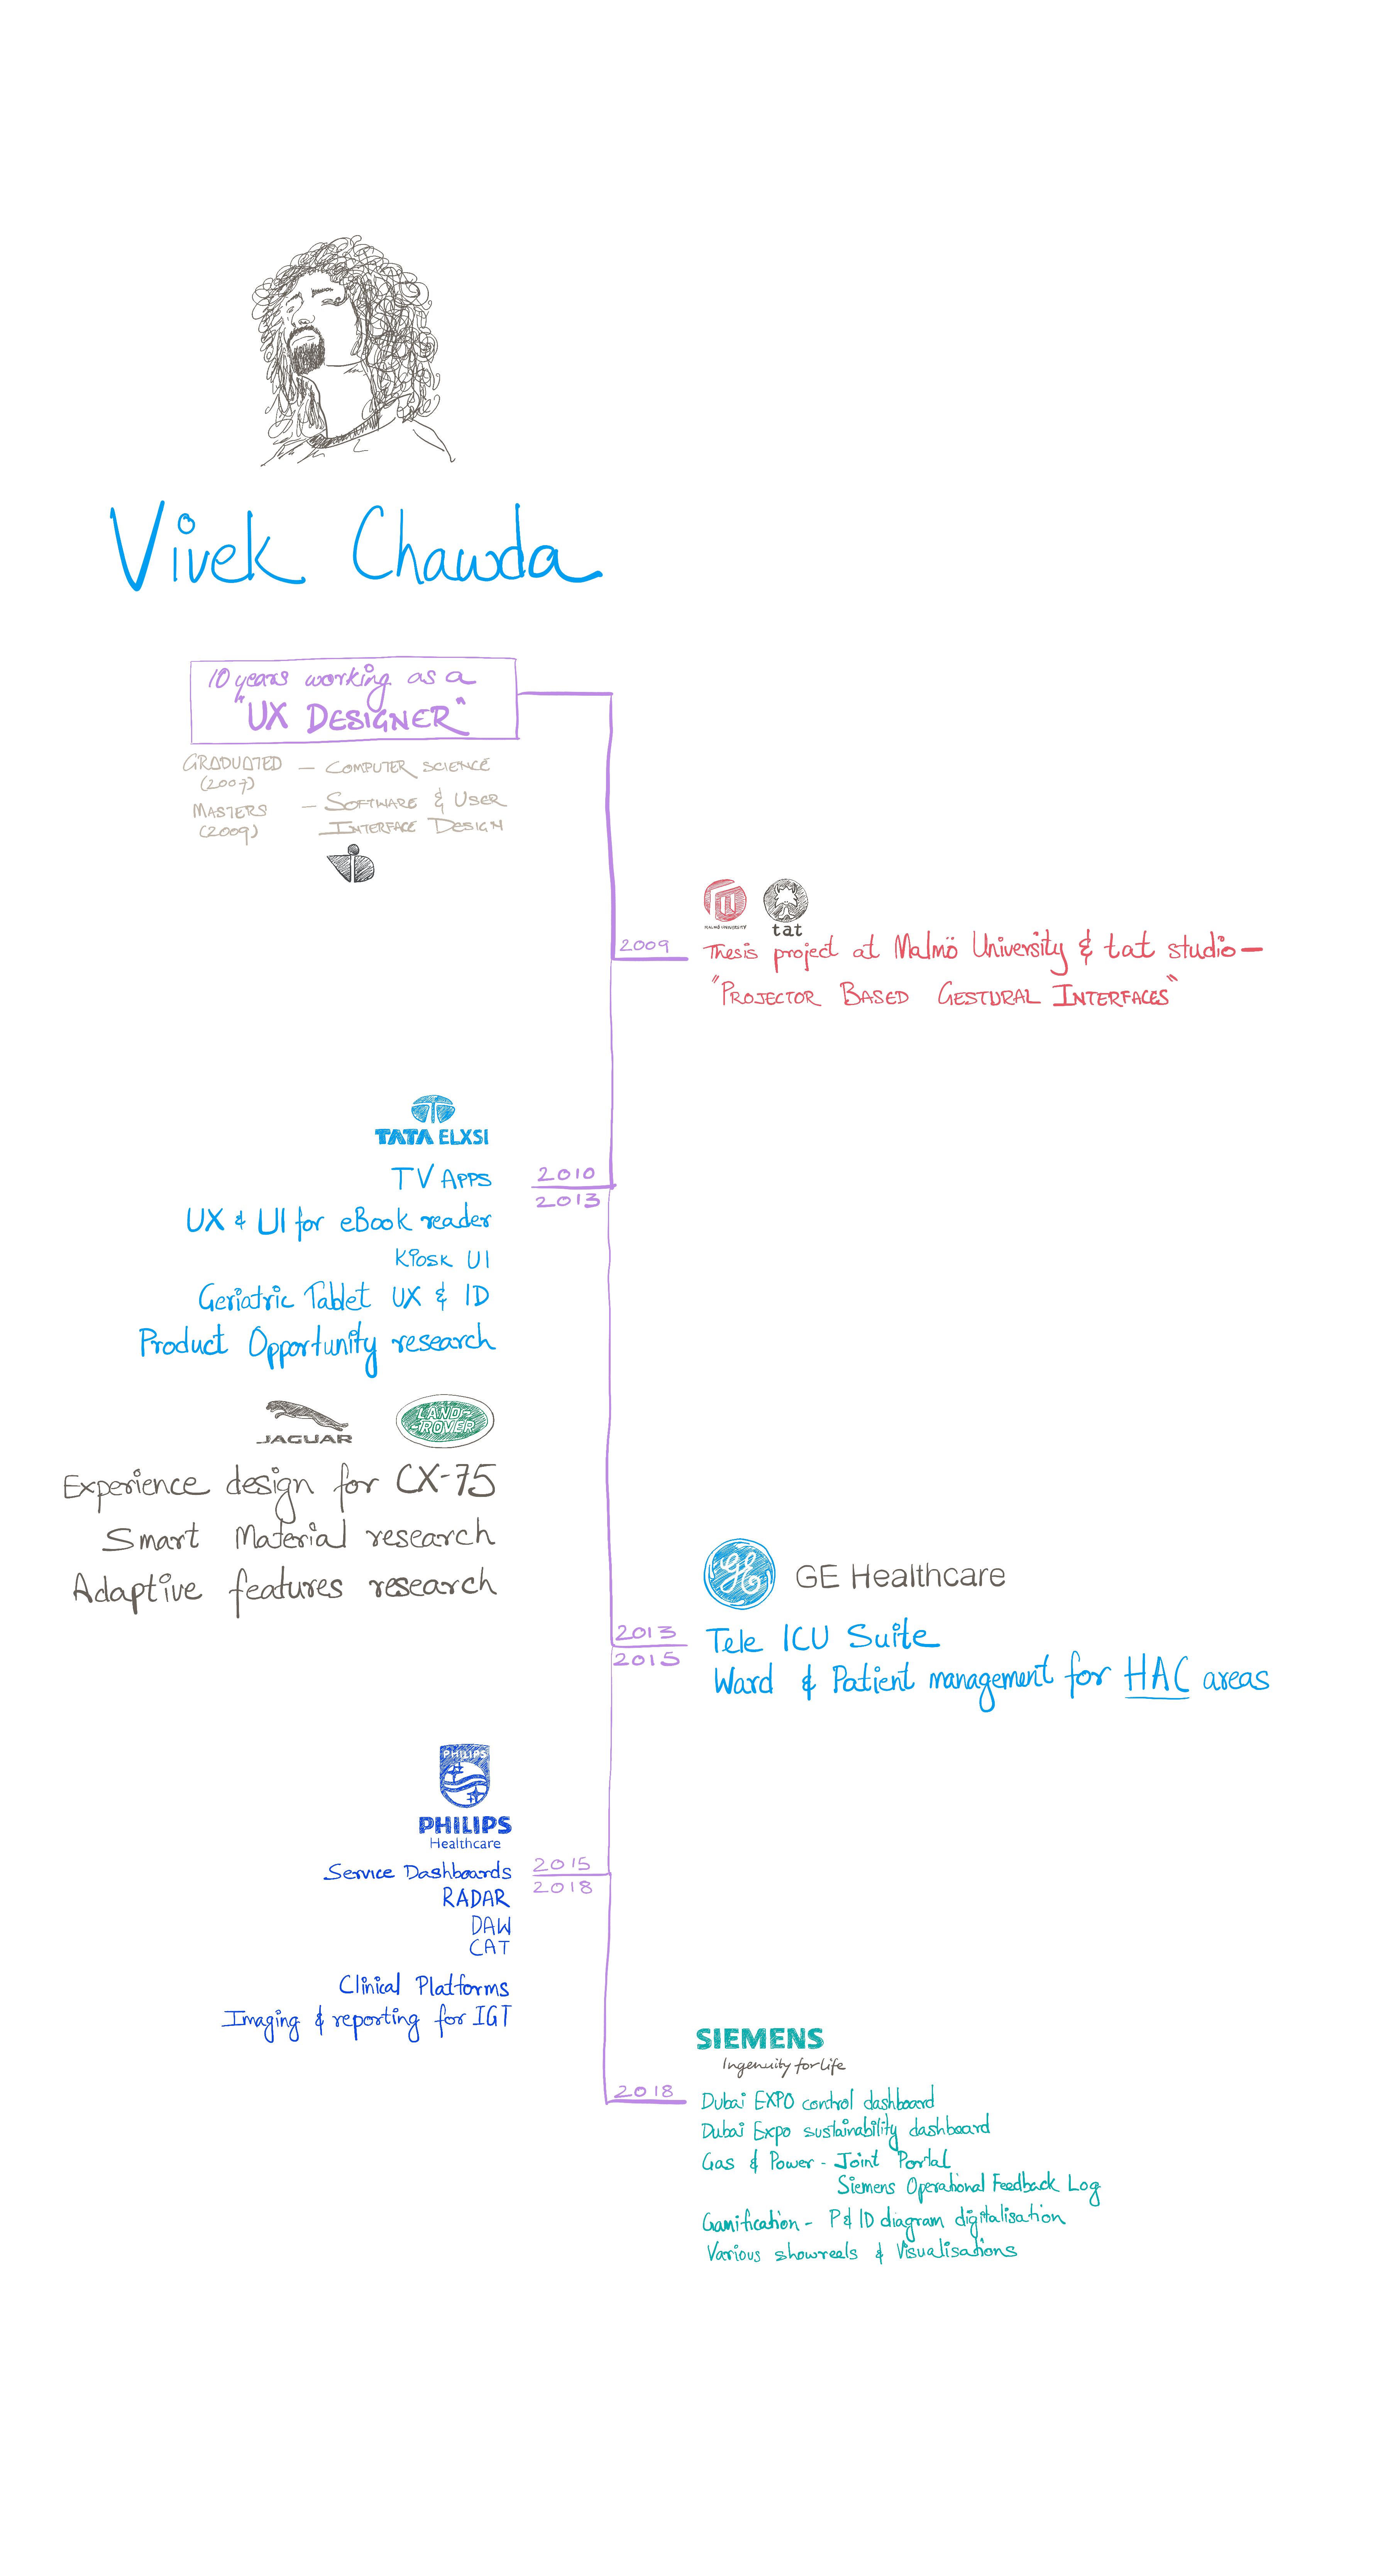 Vivek Chawda
10 years working as a
"UX DESIGNER"
GRADUATED — COMPUTER SCIENCE
(2007)
MASTERS — SOFTWARE & USER
(2009) INTERFACE DESIGN
MALMÖ UNIVERSITY
tat
2009
Thesis project at Malmö University & tat studio —
"PROJECTOR BASED GESTURAL INTERFACES"
TATA ELXSI
2010
2013
TV APPS
UX & UI for eBook reader
Kiosk UI
Geriatric Tablet UX & ID
Product Opportunity research
JAGUAR
LAND-
-ROVER
Experience design for CX-75
Smart Material research
Adaptive features research
GE
GE Healthcare
2013
2015
Tele ICU Suite
Ward & Patient management for HAC areas
PHILIPS
PHILIPS
Healthcare
2015
2018
Service Dashboards
RADAR
DAW
CAT
Clinical Platforms
Imaging & reporting for IGT
SIEMENS
Ingenuity for life
2018
Dubai EXPO control dashboard
Dubai Expo sustainability dashboard
Gas & Power - Joint Portal
Siemens Operational Feedback Log
Gamification - P & ID diagram digitalisation
Various showreels & Visualisations